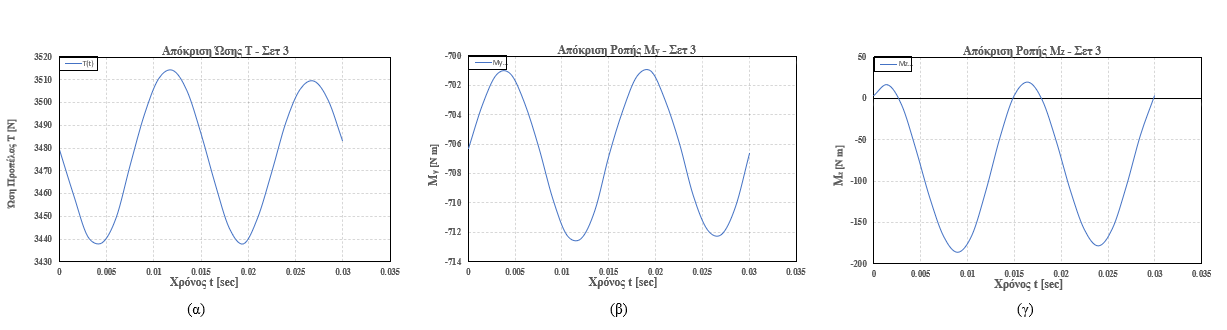 Απόκριση Ώσης T - Σετ 3
T(t)
Ώση Προπέλας T [N]
3520
3510
3500
3490
3480
3470
3460
3450
3440
3430
0 0.005 0.01 0.015 0.02 0.025 0.03 0.035
Χρόνος t [sec]
(α)
Απόκριση Ροπής My - Σετ 3
My...
My [N m]
-700
-702
-704
-706
-708
-710
-712
-714
0 0.005 0.01 0.015 0.02 0.025 0.03 0.035
Χρόνος t [sec]
(β)
Απόκριση Ροπής Mz - Σετ 3
Mz...
Mz [N m]
50
0
-50
-100
-150
-200
0 0.005 0.01 0.015 0.02 0.025 0.03 0.035
Χρόνος t [sec]
(γ)